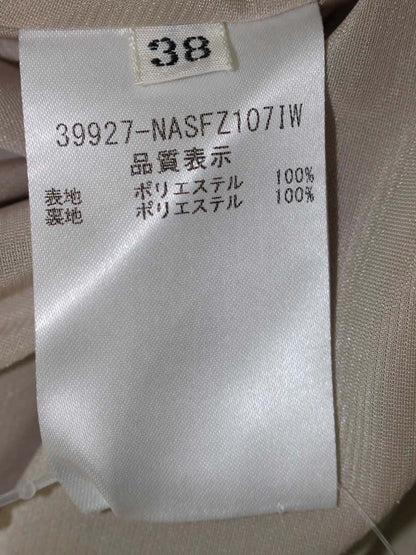 38
39927-NASFZ107IW
品質表示
表地 ポリエステル 100%
裏地 ポリエステル 100%